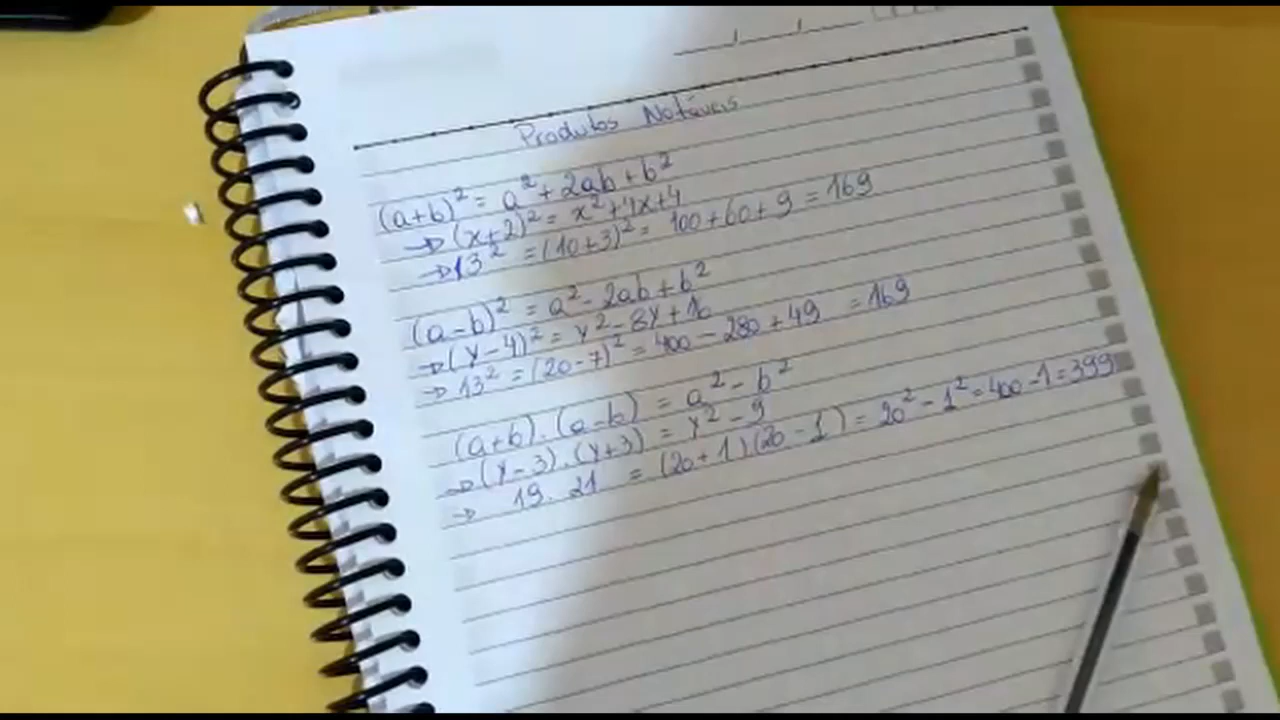 Produtos Notáveis
(a+b)² = a² + 2ab + b²
→ (x+2)² = x² + 4x + 4
→ 13² = (10+3)² = 100 + 60 + 9 = 169
(a-b)² = a² - 2ab + b²
→ (y-4)² = y² - 8y + 16
→ 13² = (20-7)² = 400 - 280 + 49 = 169
(a+b).(a-b) = a² - b²
→ (y-3).(y+3) = y² - 9
→ 19. 21 = (20+1)(20-1) = 20² - 1² = 400 - 1 = 399